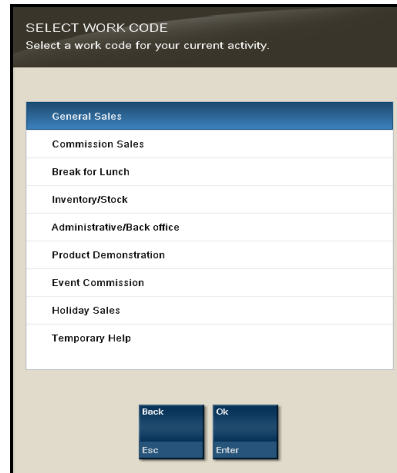 SELECT WORK CODE
Select a work code for your current activity.
General Sales
Commission Sales
Break for Lunch
Inventory/Stock
Administrative/Back office
Product Demonstration
Event Commission
Holiday Sales
Temporary Help
Back Ok
Esc Enter